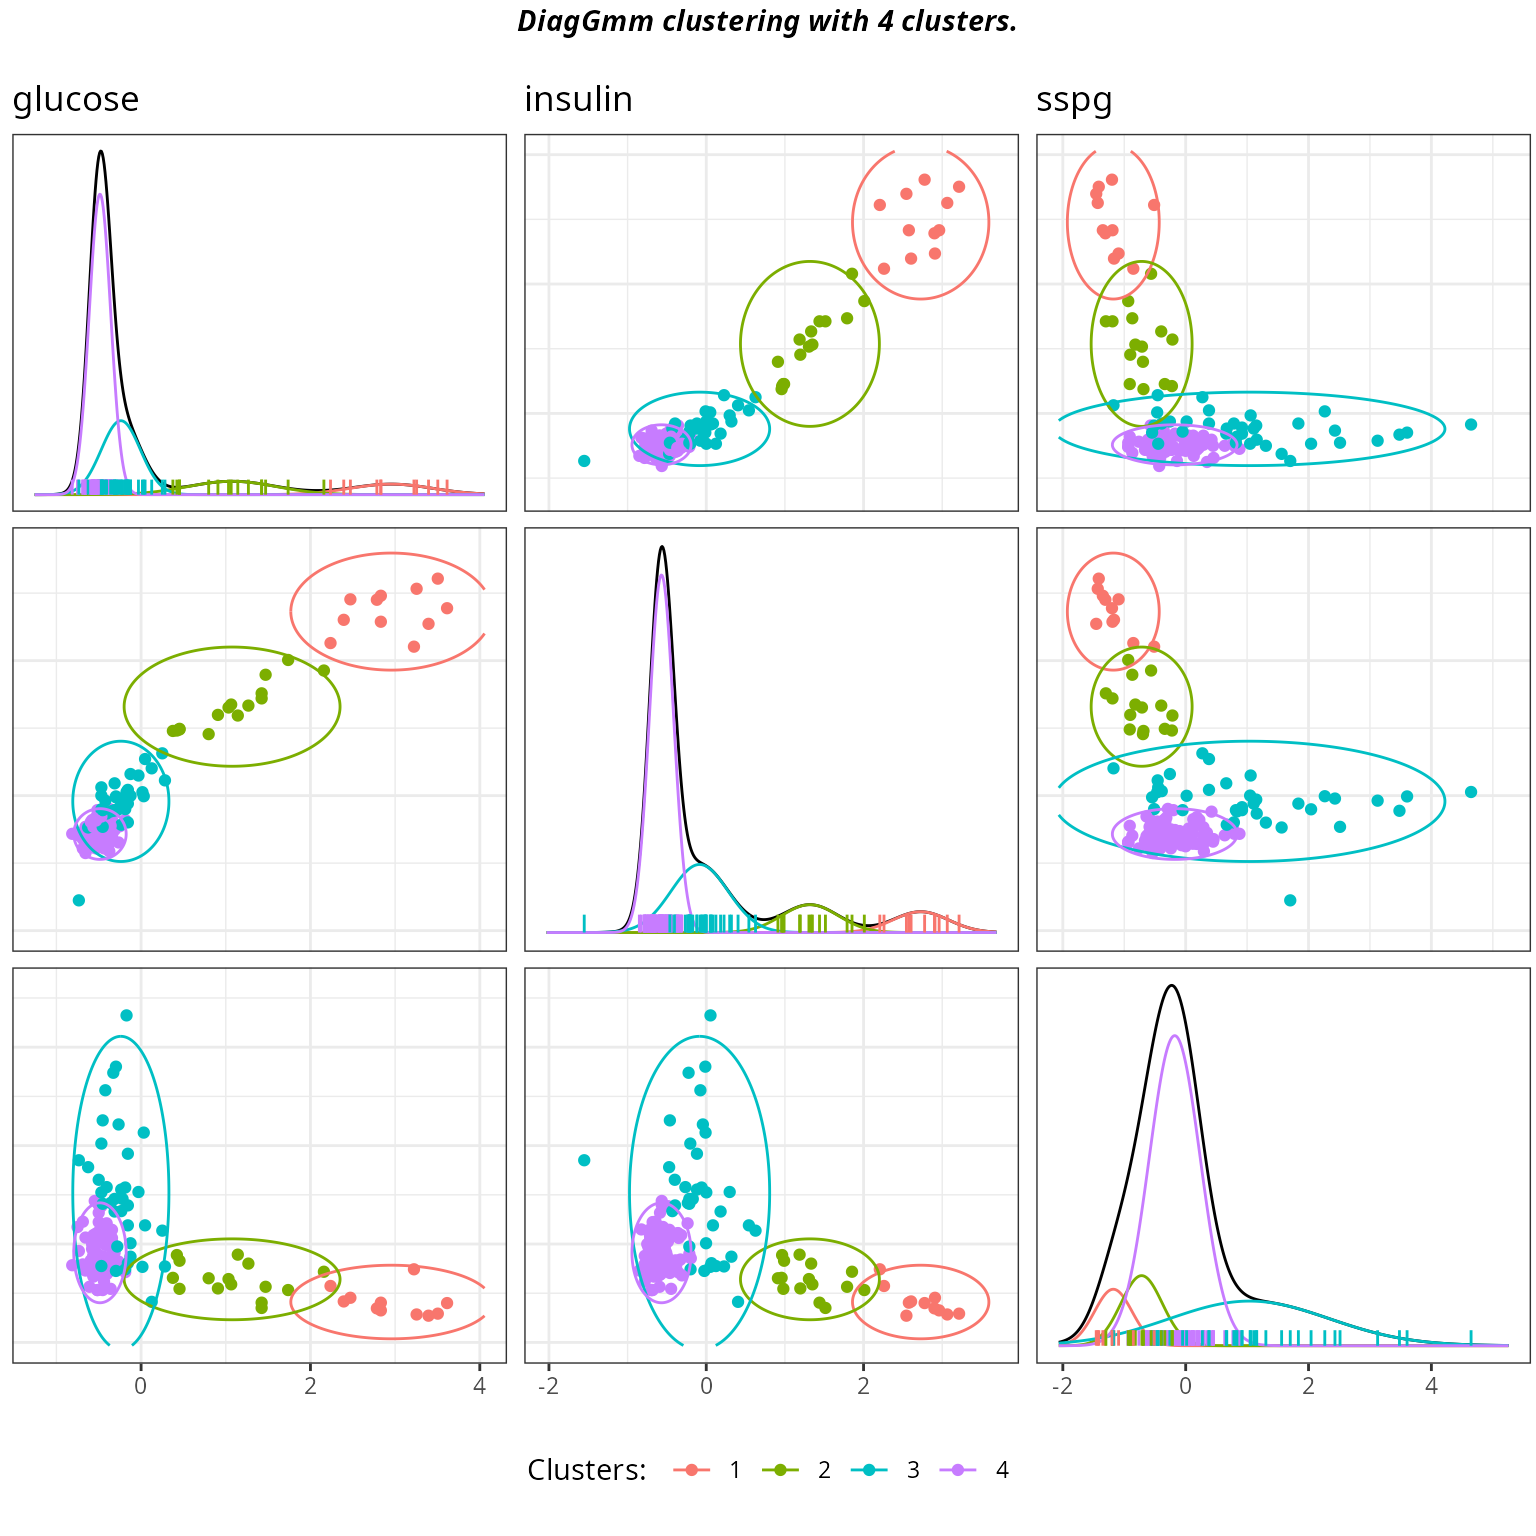 DiagGmm clustering with 4 clusters.
glucose insulin sspg
0 2 4 -2 0 2 -2 0 2 4
Clusters: 1 2 3 4